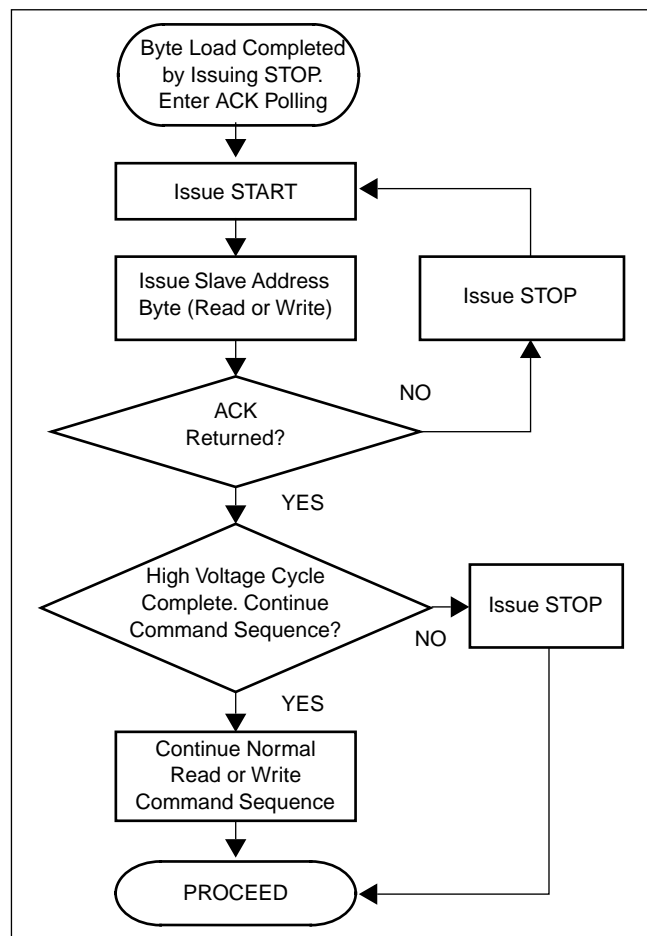 Byte Load Completed
by Issuing STOP.
Enter ACK Polling
Issue START
Issue Slave Address
Byte (Read or Write)
Issue STOP
ACK
Returned?
NO
YES
High Voltage Cycle
Complete. Continue
Command Sequence?
Issue STOP
NO
YES
Continue Normal
Read or Write
Command Sequence
PROCEED